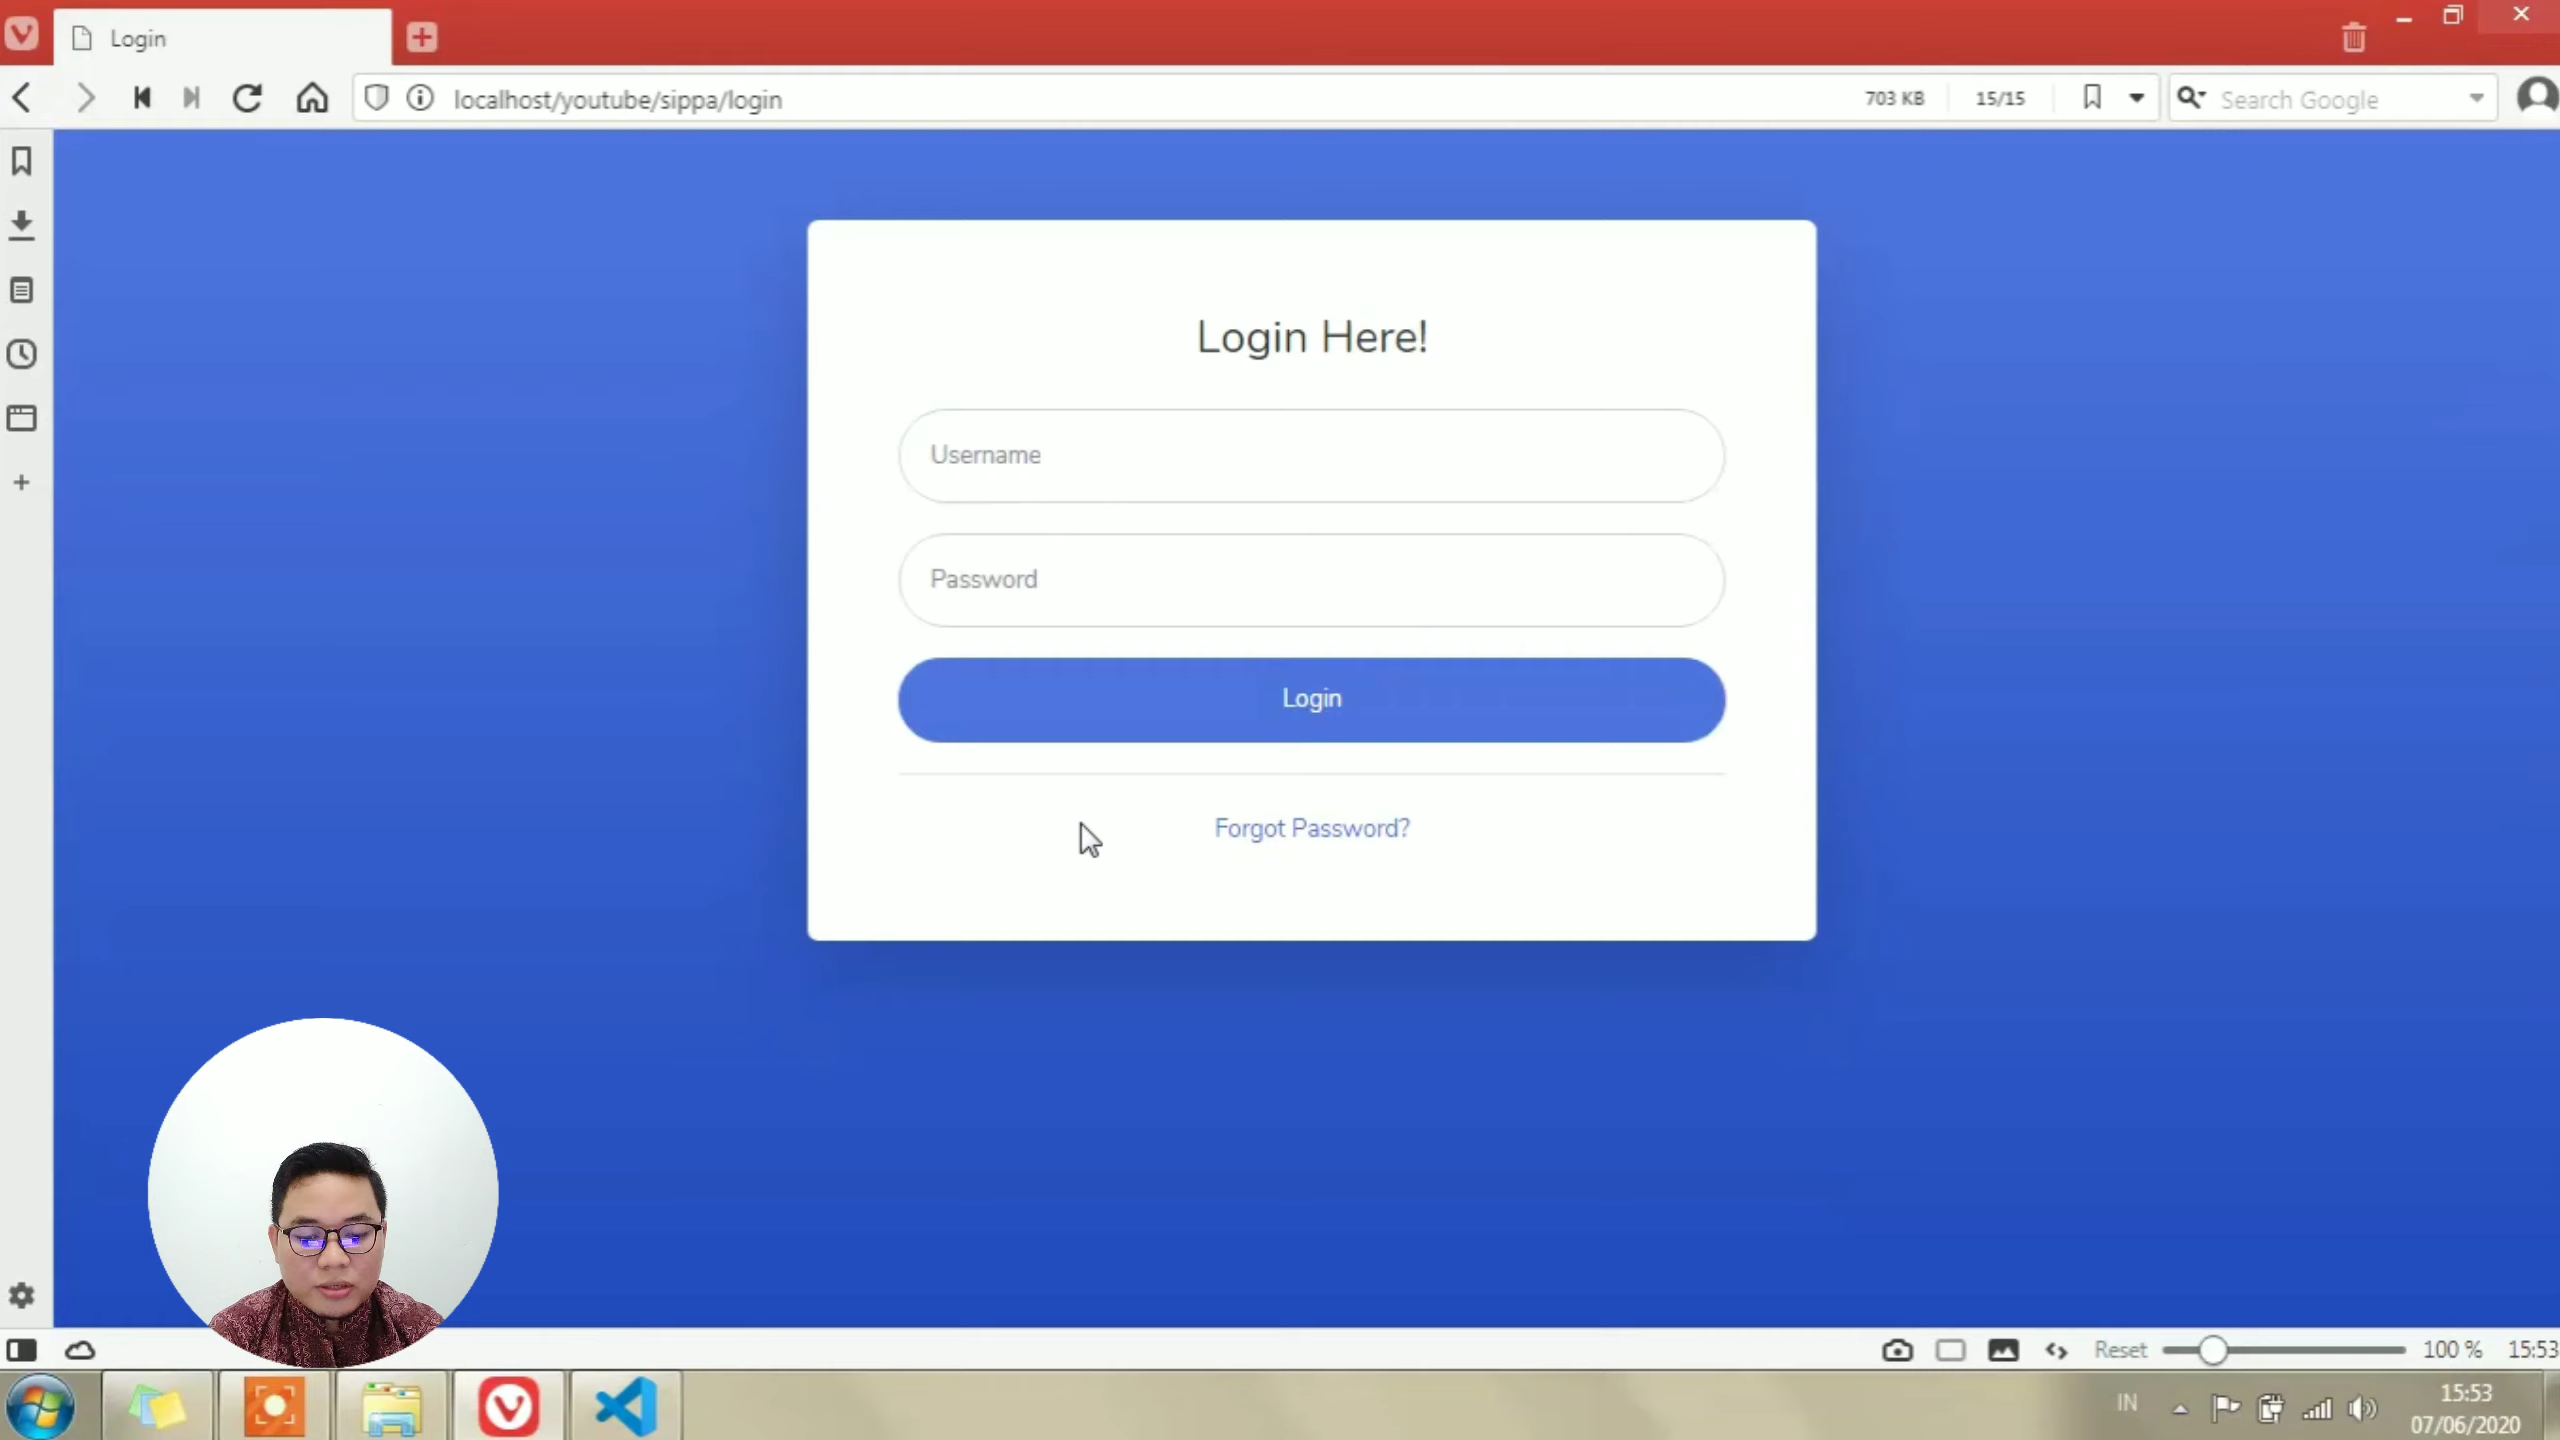 Login
localhost/youtube/sippa/login
703 KB
15/15
Search Google
Login Here!
Username
Password
Login
Forgot Password?
Reset
100 %
15:53
IN
15:53
07/06/2020